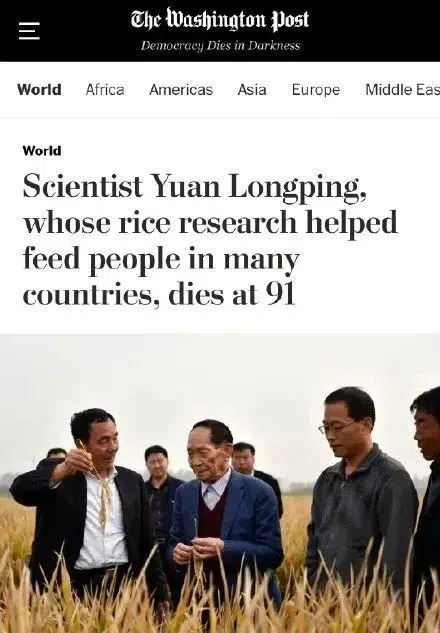 The Washington Post
Democracy Dies in Darkness
World Africa Americas Asia Europe Middle Eas
World
Scientist Yuan Longping,
whose rice research helped
feed people in many
countries, dies at 91